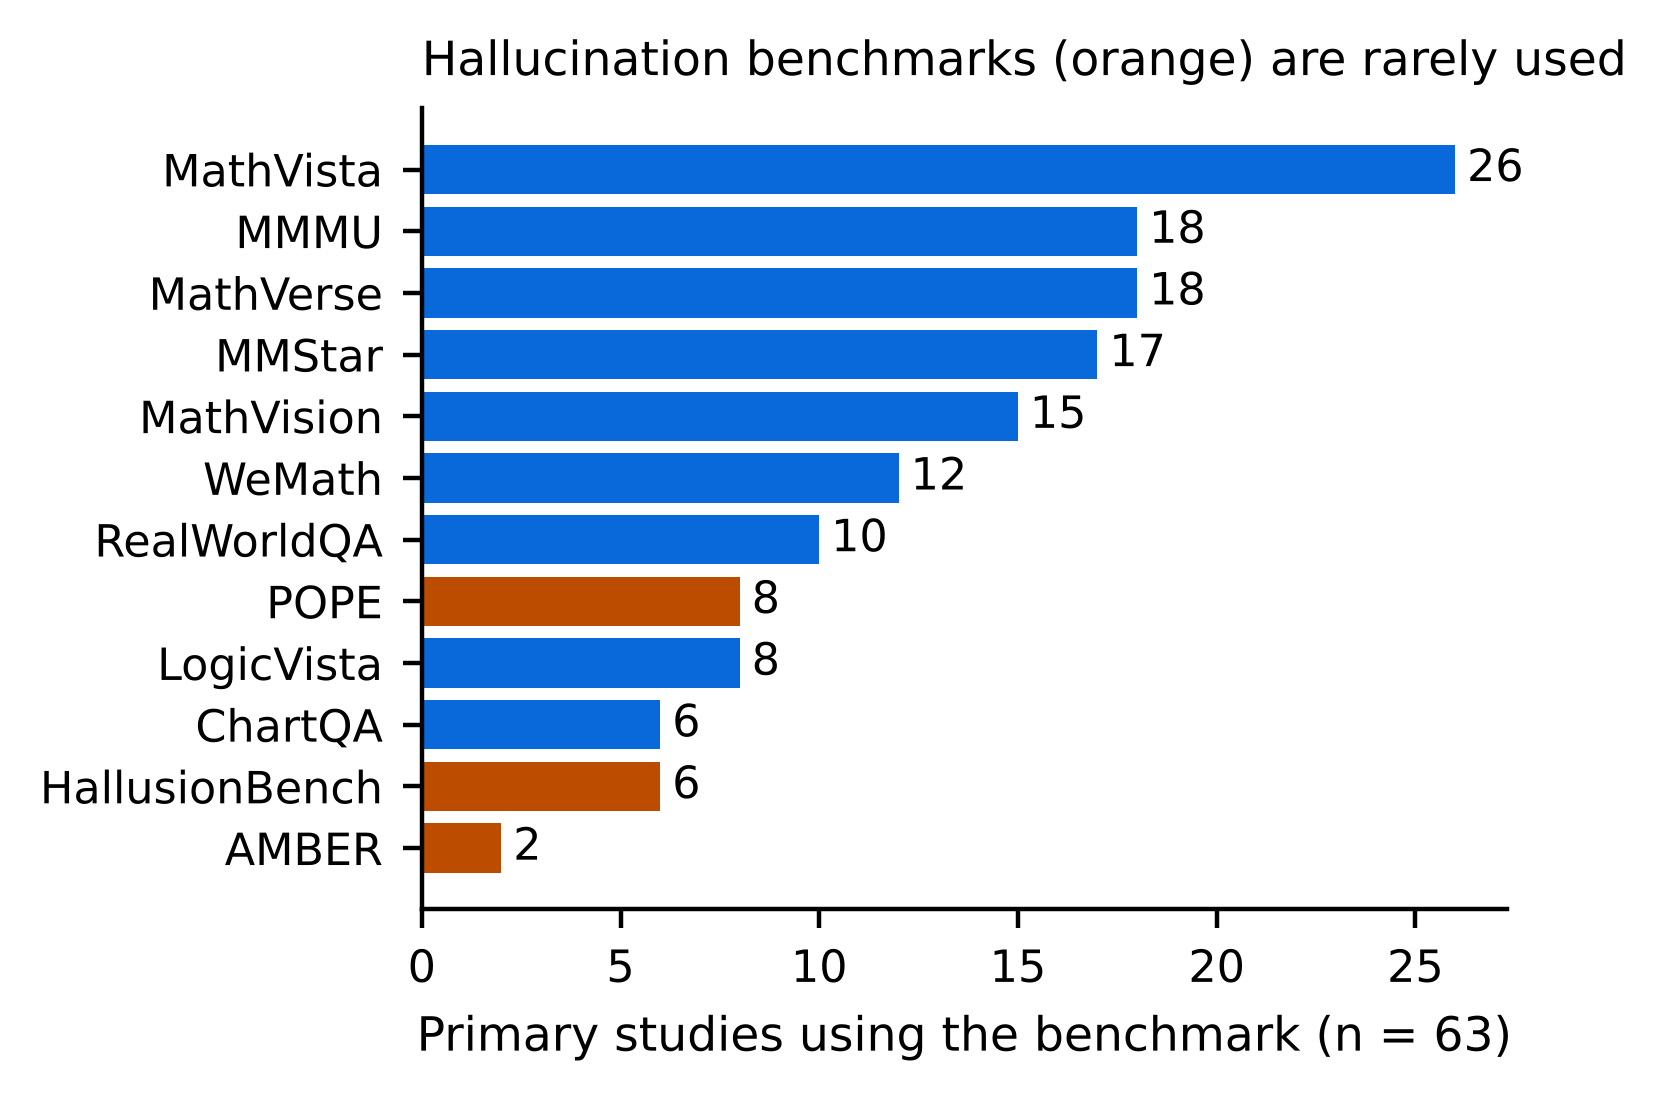 Hallucination benchmarks (orange) are rarely used
MathVista 26
MMMU 18
MathVerse 18
MMStar 17
MathVision 15
WeMath 12
RealWorldQA 10
POPE 8
LogicVista 8
ChartQA 6
HallusionBench 6
AMBER 2
0 5 10 15 20 25
Primary studies using the benchmark (n = 63)